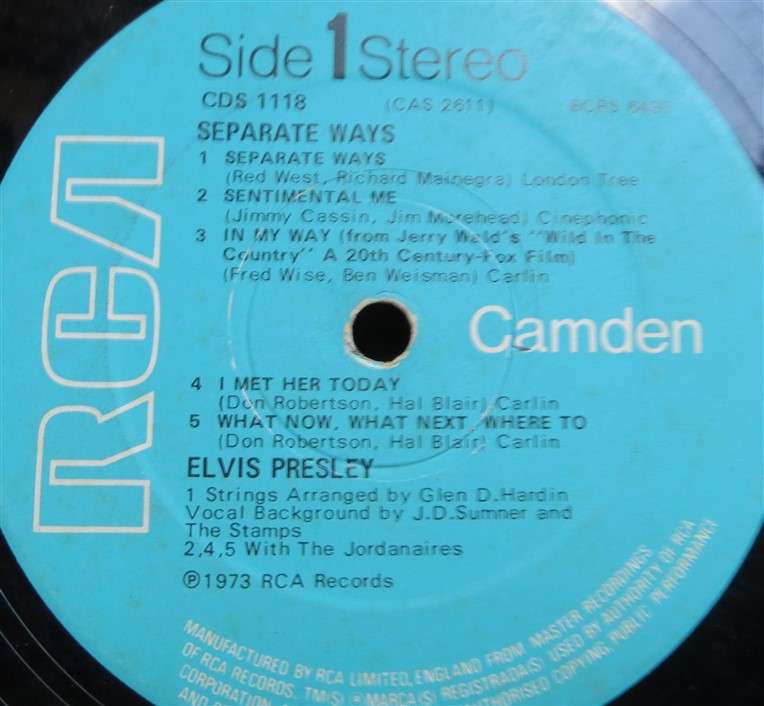 Side 1 Stereo
CDS 1118 (CAS 2611)
SEPARATE WAYS
1 SEPARATE WAYS
(Red West, Richard Mainegra) London Tree
2 SENTIMENTAL ME
(Jimmy Cassin, Jim Morehead) Cinephonic
3 IN MY WAY (from Jerry Wald's "Wild In The
Country" A 20th Century-Fox Film)
(Fred Wise, Ben Weisman) Carlin
RCA
Camden
4 I MET HER TODAY
(Don Robertson, Hal Blair) Carlin
5 WHAT NOW, WHAT NEXT, WHERE TO
(Don Robertson, Hal Blair) Carlin
ELVIS PRESLEY
1 Strings Arranged by Glen D.Hardin
Vocal Background by J.D.Sumner and
The Stamps
2,4,5 With The Jordanaires
℗1973 RCA Records
MANUFACTURED BY RCA LIMITED, ENGLAND FROM MASTER RECORDINGS
OF RCA RECORDS. TM(S) ® MARCA(S) REGISTRADA(S) USED BY AUTHORITY OF RCA
CORPORATION, COPYING, PUBLIC PERFORMANCE
AND